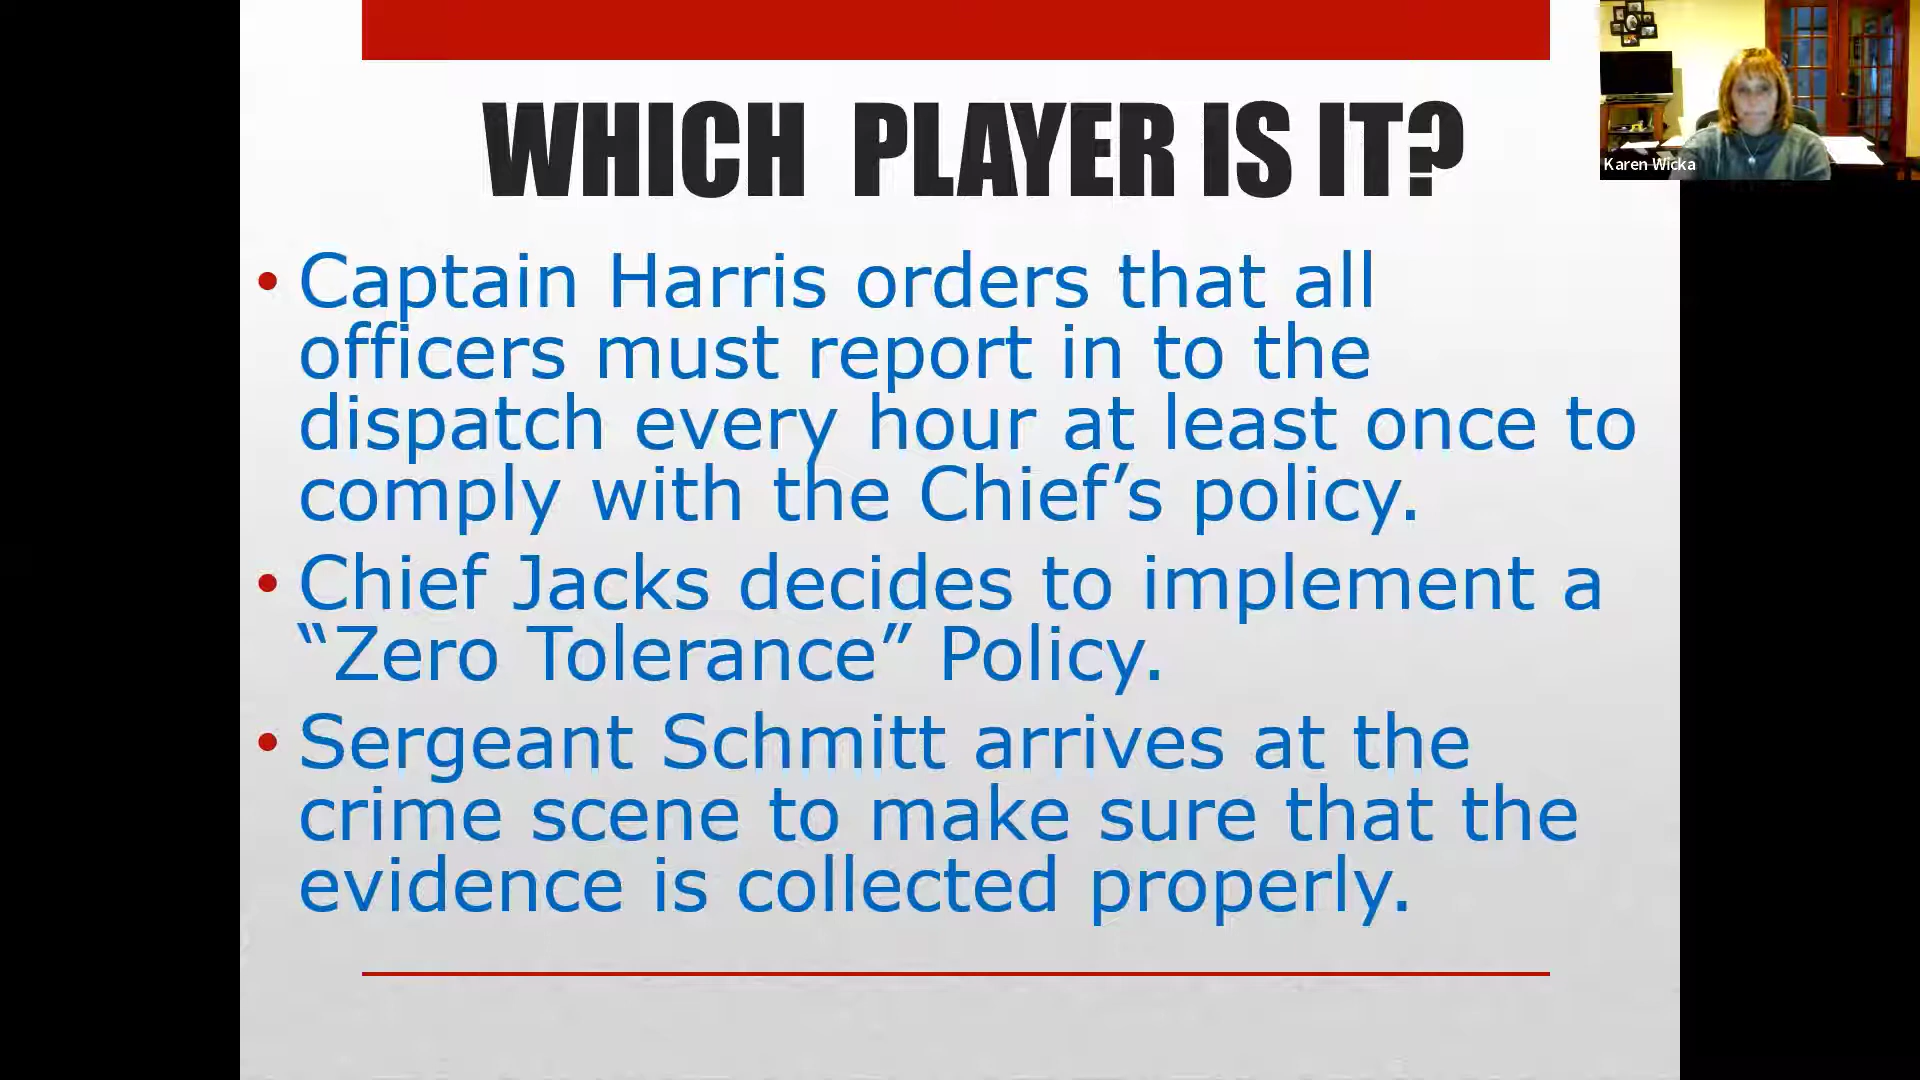 WHICH PLAYER IS IT?
Karen Wicka
• Captain Harris orders that all
officers must report in to the
dispatch every hour at least once to
comply with the Chief’s policy.
• Chief Jacks decides to implement a
“Zero Tolerance” Policy.
• Sergeant Schmitt arrives at the
crime scene to make sure that the
evidence is collected properly.